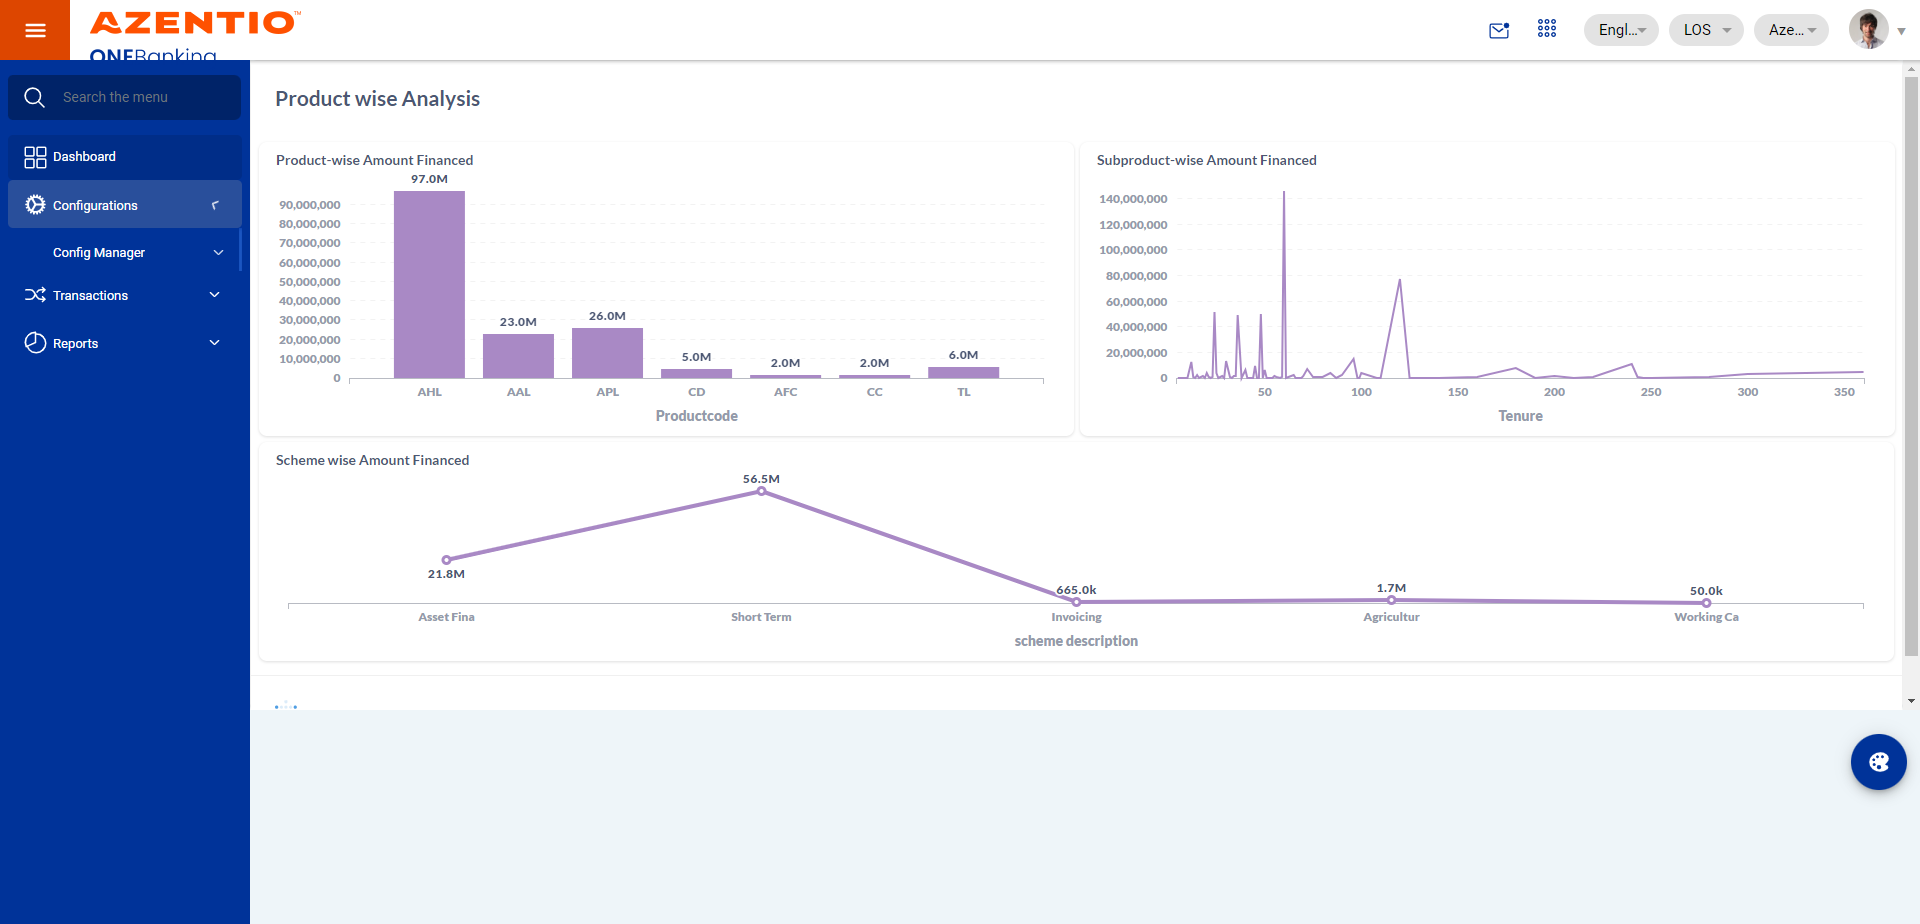 AZENTIO™
ONEBanking
Engl...
LOS
Aze...
Search the menu
Dashboard
Configurations
Config Manager
Transactions
Reports
Product wise Analysis
Product-wise Amount Financed
97.0M
90,000,000
80,000,000
70,000,000
60,000,000
50,000,000
40,000,000
30,000,000
20,000,000
10,000,000
0
23.0M
26.0M
5.0M
2.0M
2.0M
6.0M
AHL
AAL
APL
CD
AFC
CC
TL
Productcode
Subproduct-wise Amount Financed
140,000,000
120,000,000
100,000,000
80,000,000
60,000,000
40,000,000
20,000,000
0
50
100
150
200
250
300
350
Tenure
Scheme wise Amount Financed
21.8M
56.5M
665.0k
1.7M
50.0k
Asset Fina
Short Term
Invoicing
Agricultur
Working Ca
scheme description